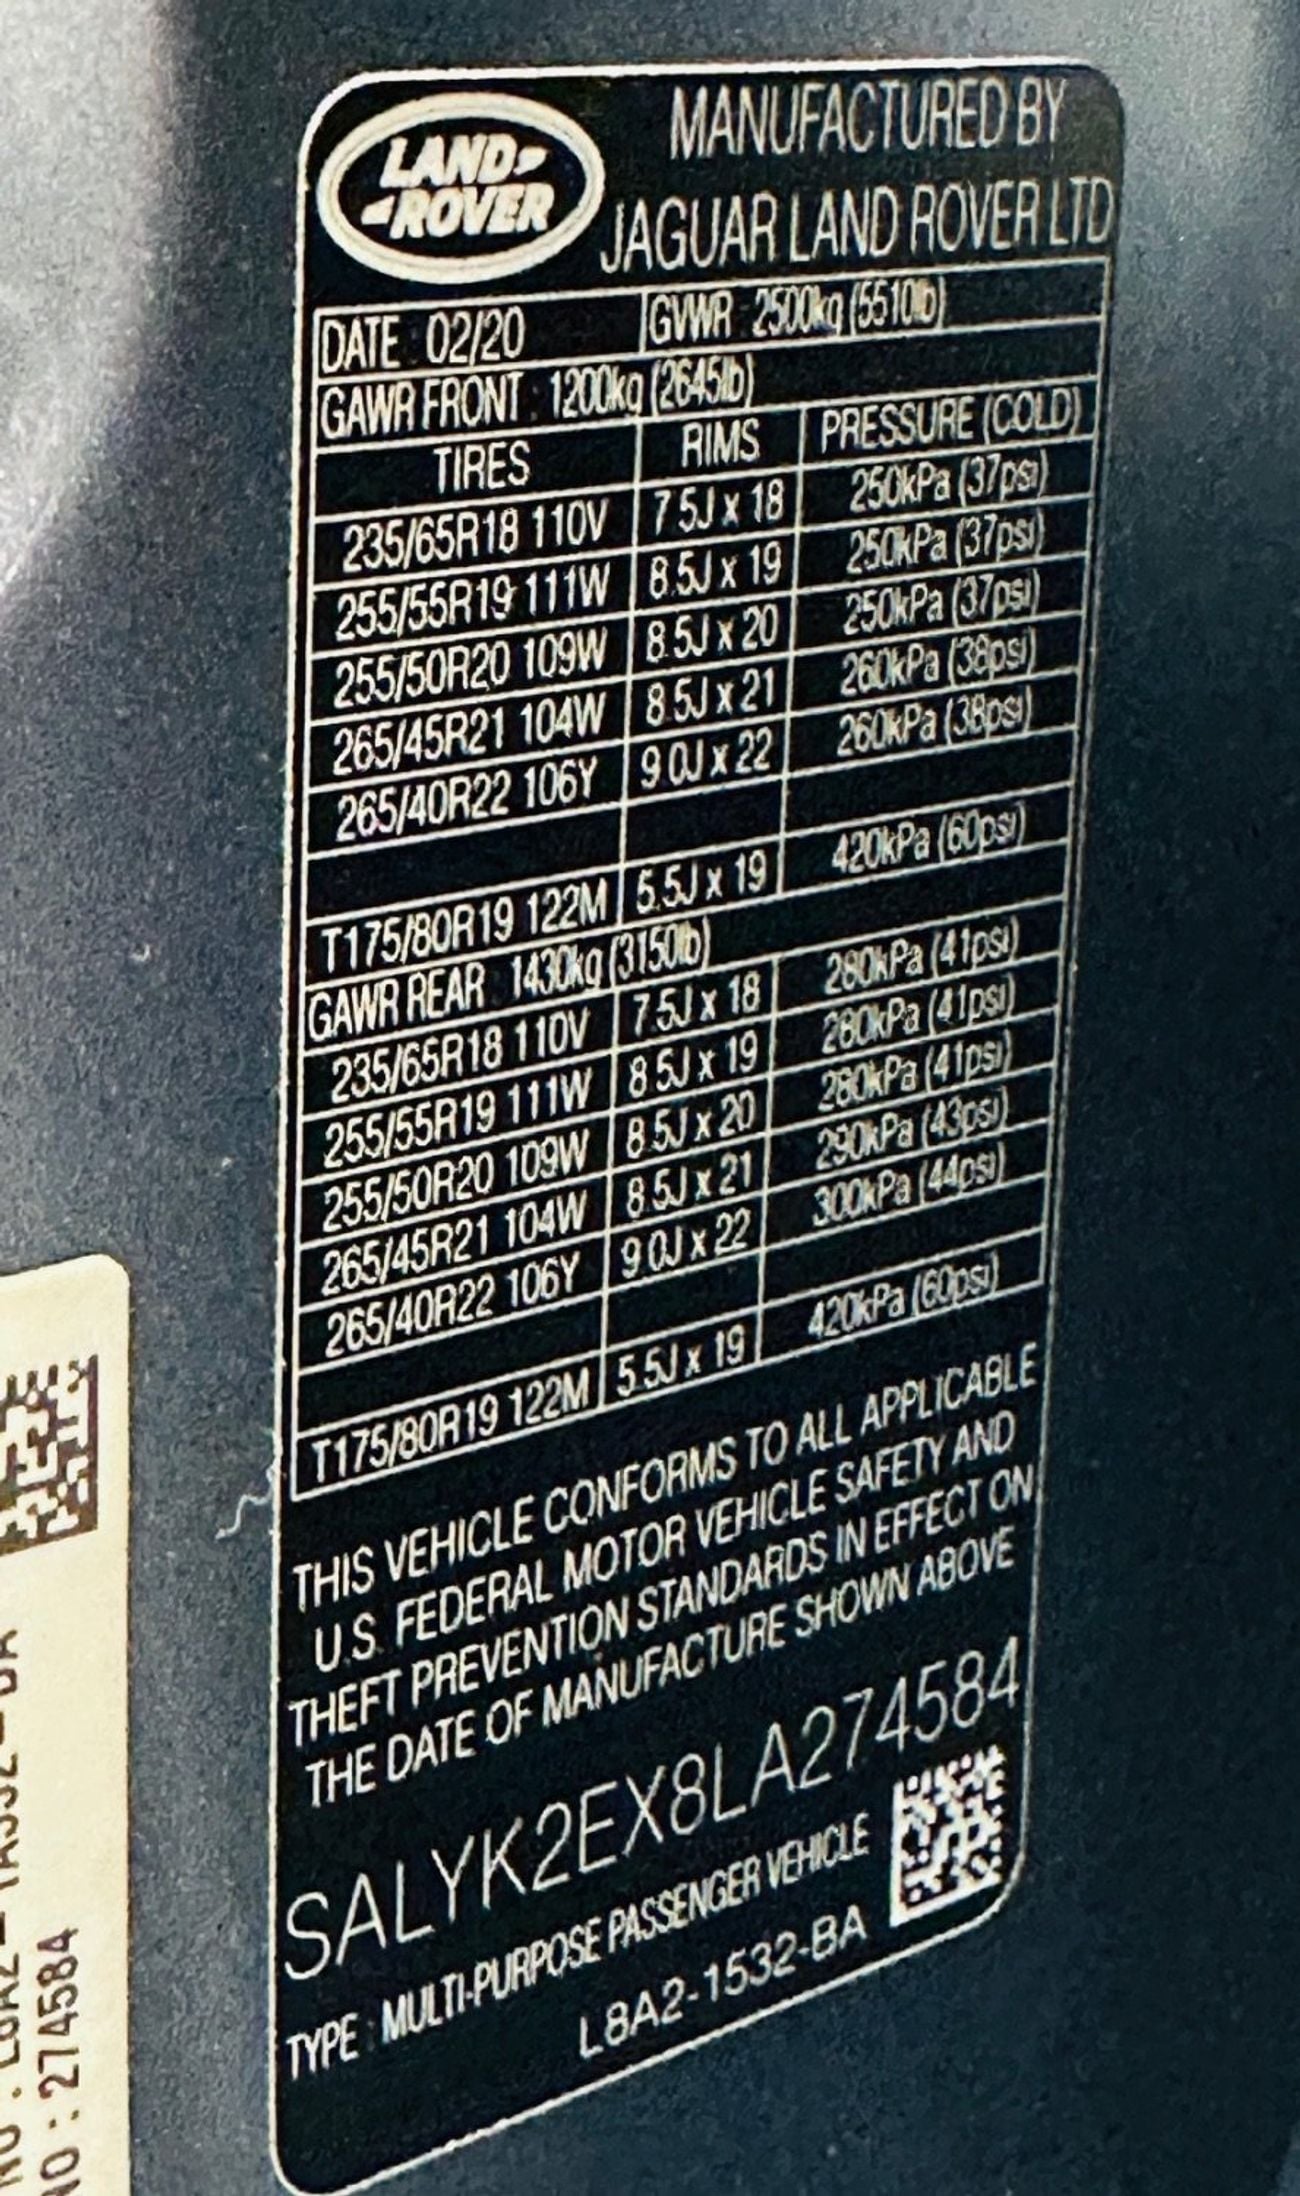 LAND-
-ROVER
MANUFACTURED BY
JAGUAR LAND ROVER LTD
DATE : 02/20 GVWR : 2500kg (5510lb)
GAWR FRONT : 1200kg (2645lb)
TIRES RIMS PRESSURE (COLD)
235/65R18 110V 7.5J x 18 250kPa (37psi)
255/55R19 111W 8.5J x 19 250kPa (37psi)
255/50R20 109W 8.5J x 20 250kPa (37psi)
265/45R21 104W 8.5J x 21 260kPa (38psi)
265/40R22 106Y 9.0J x 22 260kPa (38psi)
T175/80R19 122M 5.5J x 19 420kPa (60psi)
GAWR REAR : 1430kg (3150lb)
235/65R18 110V 7.5J x 18 280kPa (41psi)
255/55R19 111W 8.5J x 19 280kPa (41psi)
255/50R20 109W 8.5J x 20 280kPa (41psi)
265/45R21 104W 8.5J x 21 290kPa (43psi)
265/40R22 106Y 9.0J x 22 300kPa (44psi)
T175/80R19 122M 5.5J x 19 420kPa (60psi)
THIS VEHICLE CONFORMS TO ALL APPLICABLE
U.S. FEDERAL MOTOR VEHICLE SAFETY AND
THEFT PREVENTION STANDARDS IN EFFECT ON
THE DATE OF MANUFACTURE SHOWN ABOVE
SALYK2EX8LA274584
TYPE : MULTI-PURPOSE PASSENGER VEHICLE
L8A2-1532-BA
NO : 274584